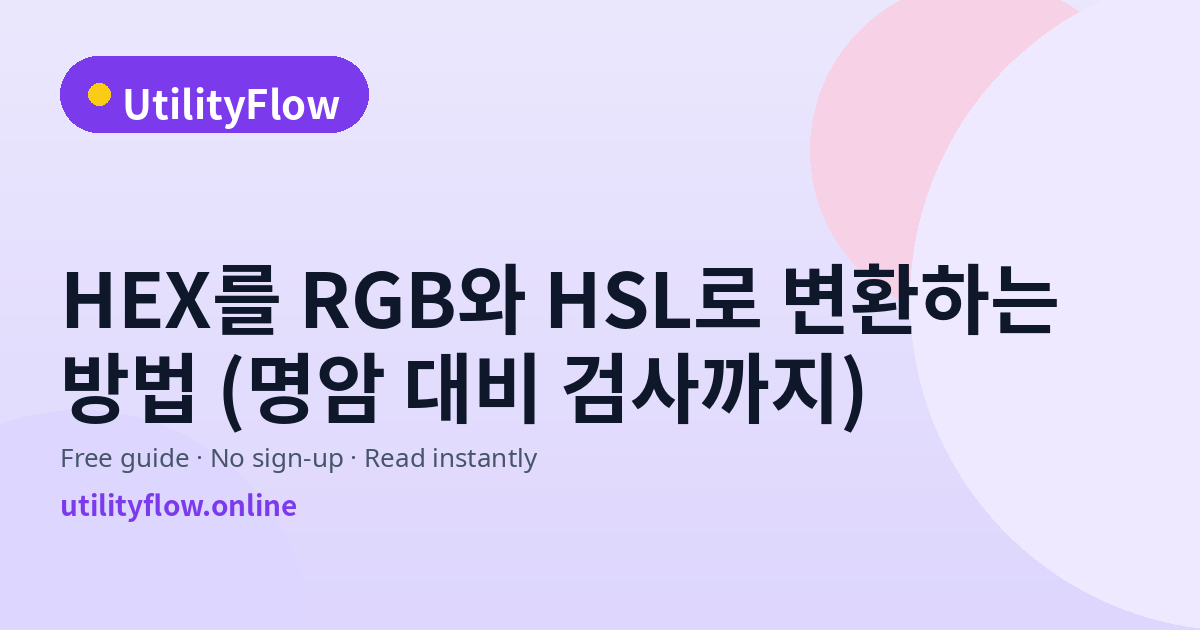 UtilityFlow
HEX를 RGB와 HSL로 변환하는
방법 (명암 대비 검사까지)
Free guide · No sign-up · Read instantly
utilityflow.online